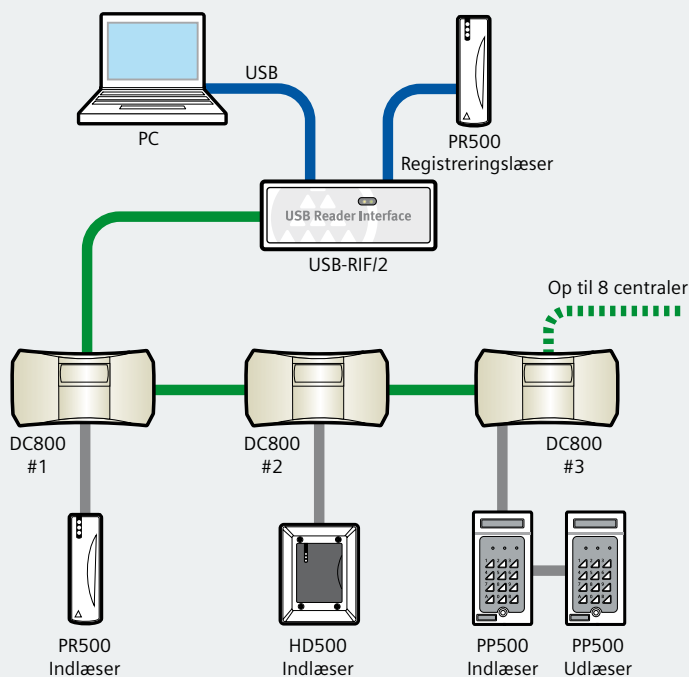 USB
PC
PR500
Registreringslæser
USB Reader Interface
USB-RIF/2
Op til 8 centraler
DC800
#1
DC800
#2
DC800
#3
PR500
Indlæser
HD500
Indlæser
PP500
Indlæser
PP500
Udlæser